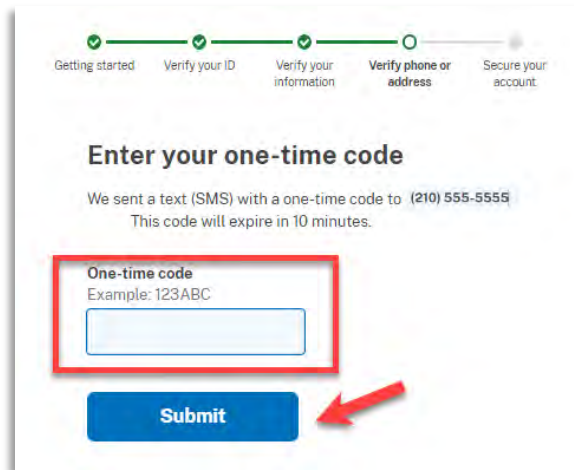 Getting started Verify your ID Verify your information Verify phone or address Secure your account
Enter your one-time code
We sent a text (SMS) with a one-time code to (210) 555-5555
This code will expire in 10 minutes.
One-time code
Example: 123ABC
Submit